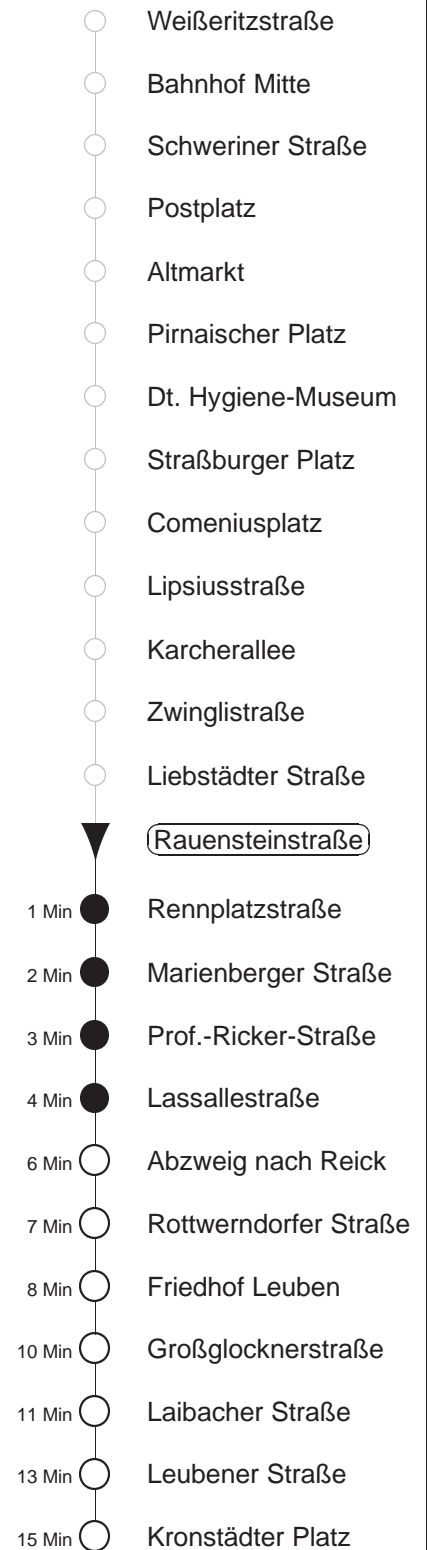 Weißeritzstraße
Bahnhof Mitte
Schweriner Straße
Postplatz
Altmarkt
Pirnaischer Platz
Dt. Hygiene-Museum
Straßburger Platz
Comeniusplatz
Lipsiusstraße
Karcherallee
Zwinglistraße
Liebstädter Straße
Rauensteinstraße
1 Min Rennplatzstraße
2 Min Marienberger Straße
3 Min Prof.-Ricker-Straße
4 Min Lassallestraße
6 Min Abzweig nach Reick
7 Min Rottwerndorfer Straße
8 Min Friedhof Leuben
10 Min Großglocknerstraße
11 Min Laibacher Straße
13 Min Leubener Straße
15 Min Kronstädter Platz